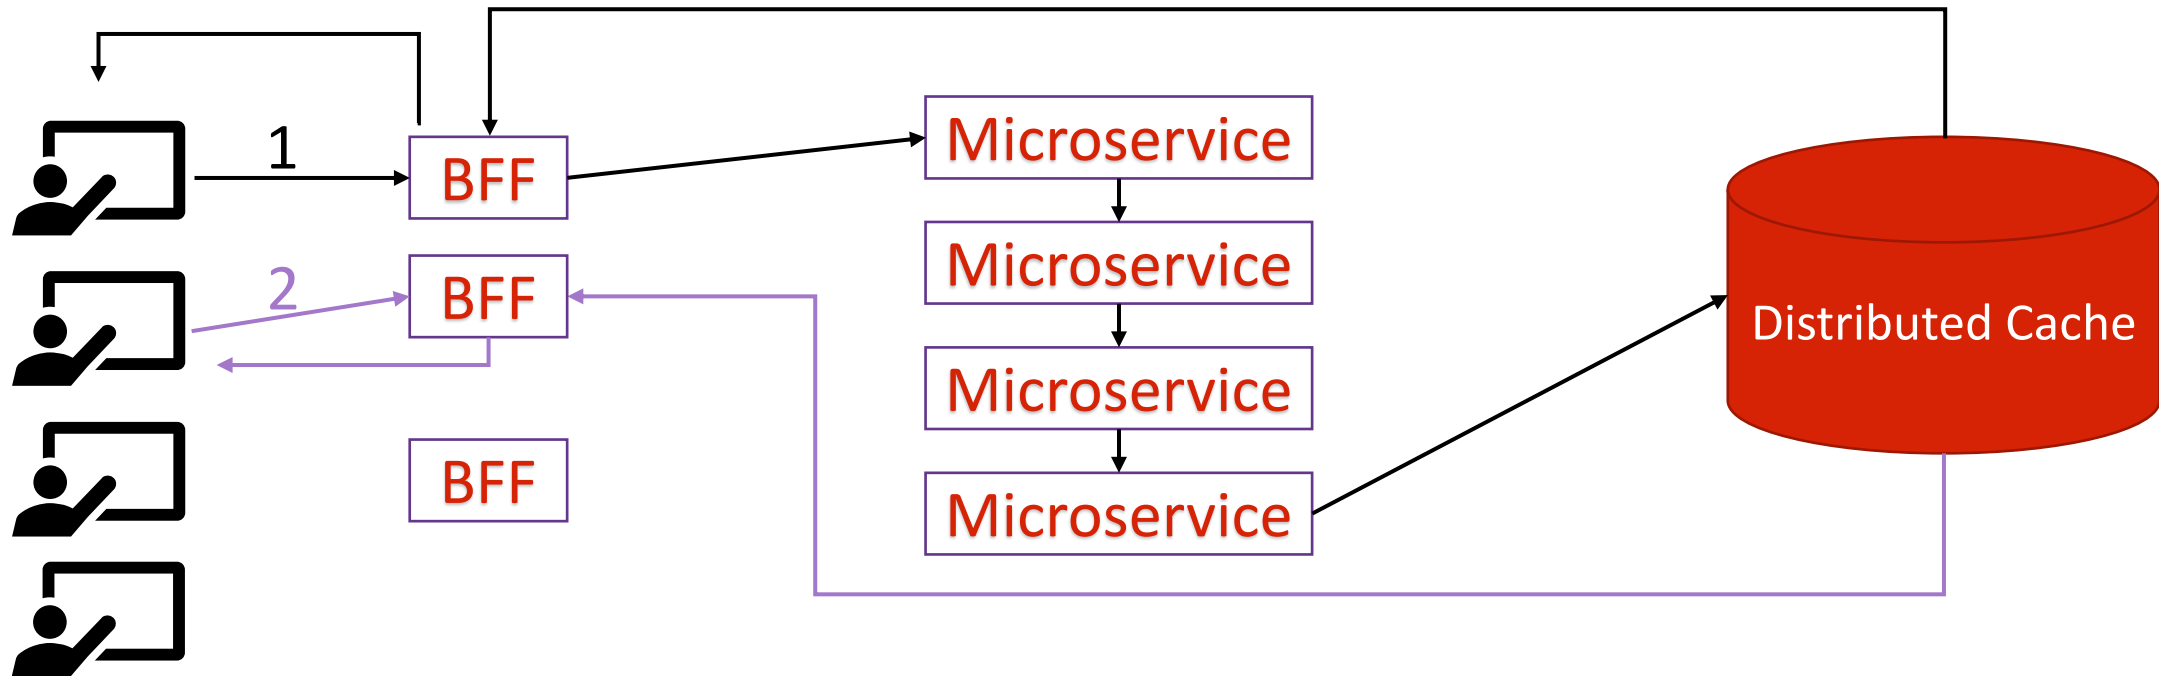 1
BFF
2
BFF
BFF
Microservice
Microservice
Microservice
Microservice
Distributed Cache